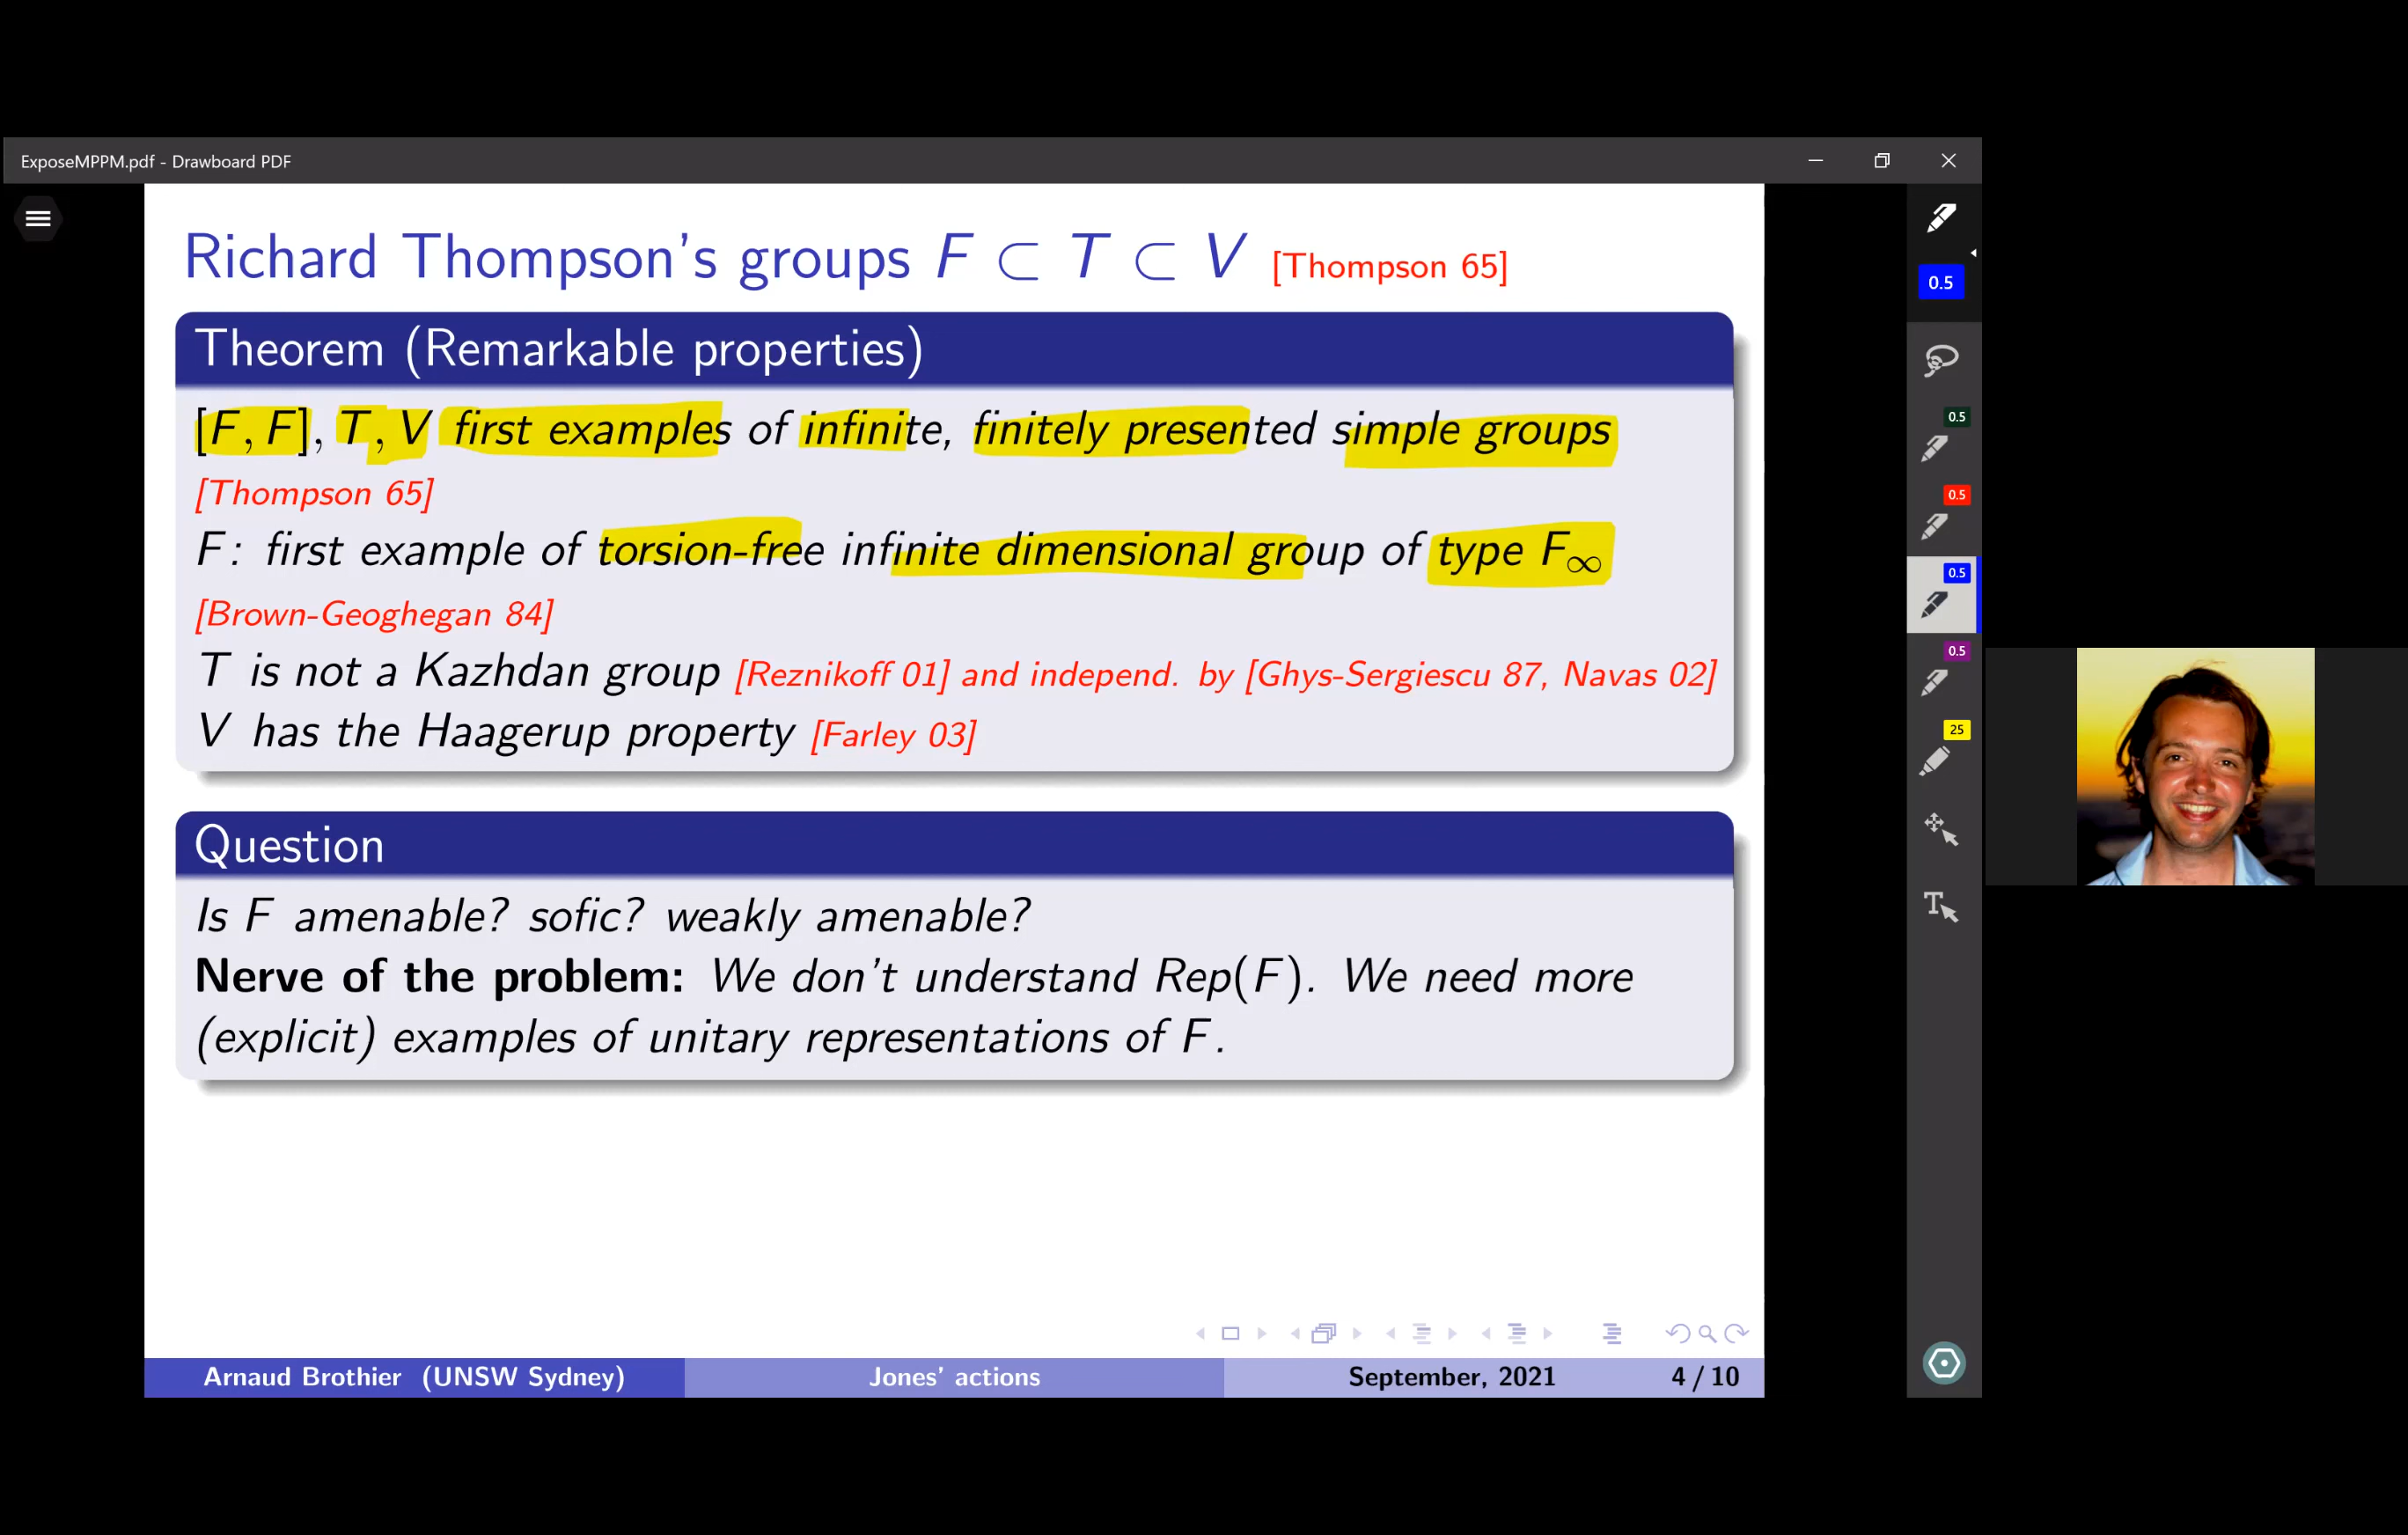 ExposeMPPM.pdf - Drawboard PDF
Richard Thompson's groups F ⊂ T ⊂ V [Thompson 65]
Theorem (Remarkable properties)
[F, F], T, V first examples of infinite, finitely presented simple groups
[Thompson 65]
F: first example of torsion-free infinite dimensional group of type F∞
[Brown-Geoghegan 84]
T is not a Kazhdan group [Reznikoff 01] and independ. by [Ghys-Sergiescu 87, Navas 02]
V has the Haagerup property [Farley 03]
Question
Is F amenable? sofic? weakly amenable?
Nerve of the problem: We don't understand Rep(F). We need more
(explicit) examples of unitary representations of F.
Arnaud Brothier (UNSW Sydney) Jones' actions September, 2021 4 / 10
0.5
0.5
0.5
0.5
0.5
25